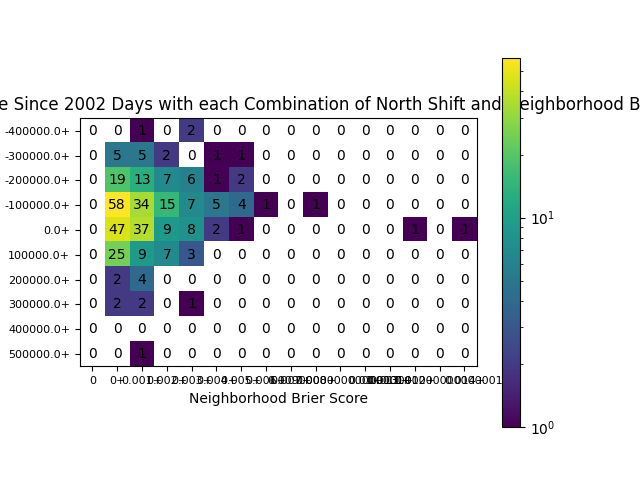 e Since 2002 Days with each Combination of North Shift and Neighborhood B
-400000.0+ 0 0 1 0 2 0 0 0 0 0 0 0 0 0 0 0
-300000.0+ 0 5 5 2 0 1 1 0 0 0 0 0 0 0 0 0
-200000.0+ 0 19 13 7 6 1 2 0 0 0 0 0 0 0 0 0
-100000.0+ 0 58 34 15 7 5 4 1 0 1 0 0 0 0 0 0
0.0+ 0 47 37 9 8 2 1 0 0 0 0 0 0 1 0 1
100000.0+ 0 25 9 7 3 0 0 0 0 0 0 0 0 0 0 0
200000.0+ 0 2 4 0 0 0 0 0 0 0 0 0 0 0 0 0
300000.0+ 0 2 2 0 1 0 0 0 0 0 0 0 0 0 0 0
400000.0+ 0 0 0 0 0 0 0 0 0 0 0 0 0 0 0 0
500000.0+ 0 0 1 0 0 0 0 0 0 0 0 0 0 0 0 0
0 0+ 0.001+
Neighborhood Brier Score
10^1
10^0